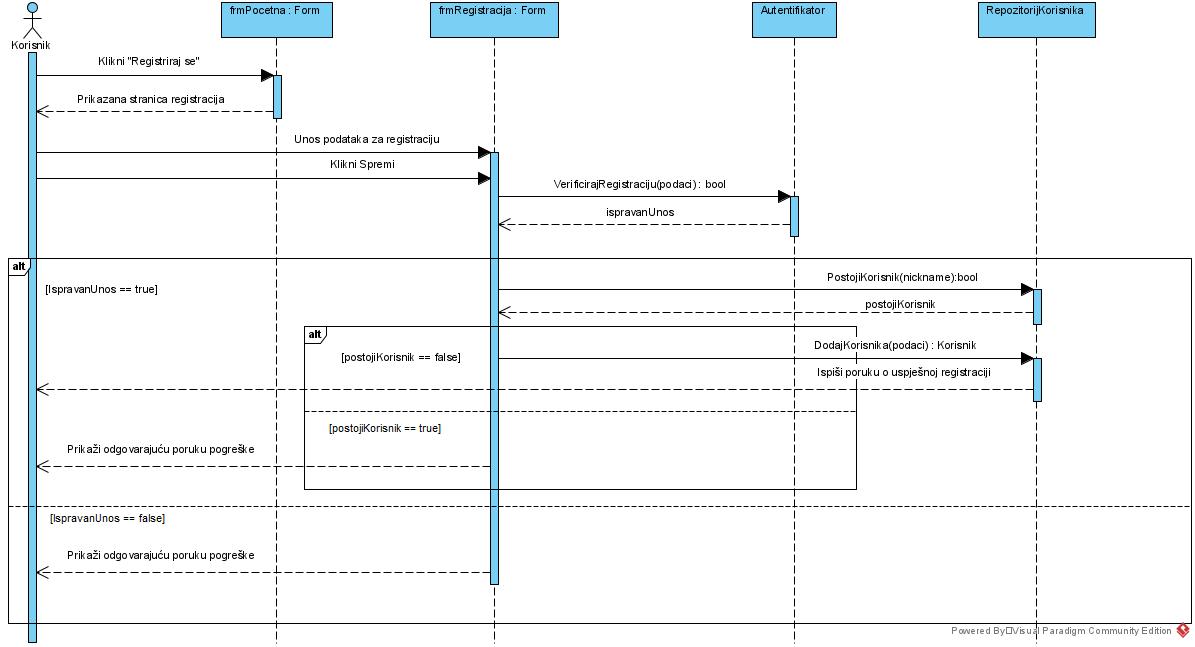 frmPocetna : Form
frmRegistracija : Form
Autentifikator
RepozitorijKorisnika
Korisnik
Klikni "Registriraj se"
Prikazana stranica registracija
Unos podataka za registraciju
Klikni Spremi
VerificirajRegistraciju(podaci) : bool
ispravanUnos
alt
PostojiKorisnik(nickname):bool
[IspravanUnos == true]
postojiKorisnik
alt
DodajKorisnika(podaci) : Korisnik
[postojiKorisnik == false]
Ispiši poruku o uspješnoj registraciji
[postojiKorisnik == true]
Prikaži odgovarajuću poruku pogreške
[IspravanUnos == false]
Prikaži odgovarajuću poruku pogreške
Powered By Visual Paradigm Community Edition